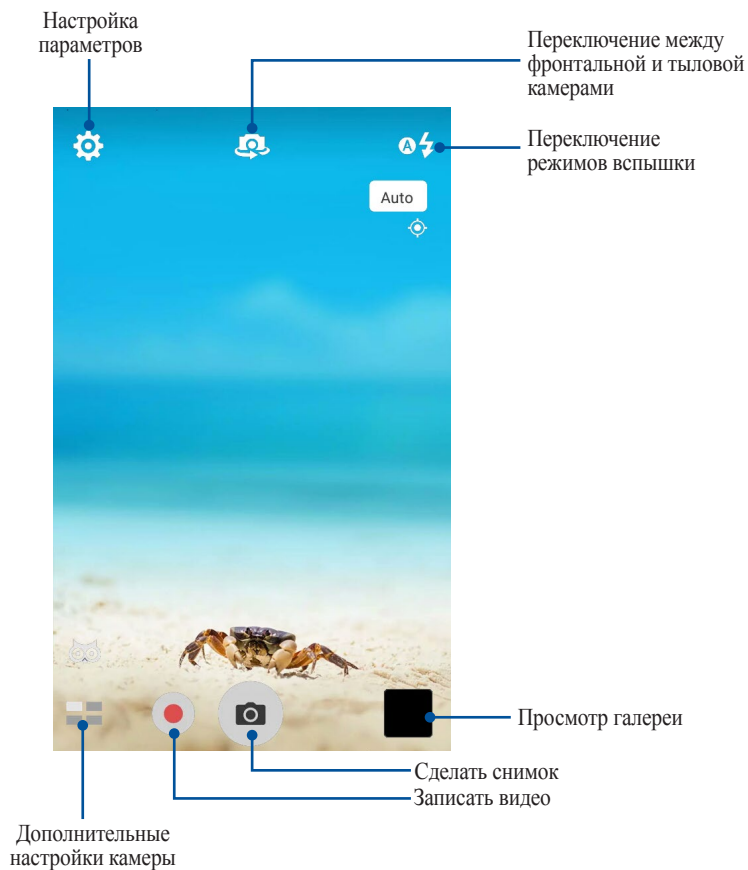 Настройка
параметров
Переключение между
фронтальной и тыловой
камерами
Переключение
режимов вспышки
A
Auto
Просмотр галереи
Сделать снимок
Записать видео
Дополнительные
настройки камеры